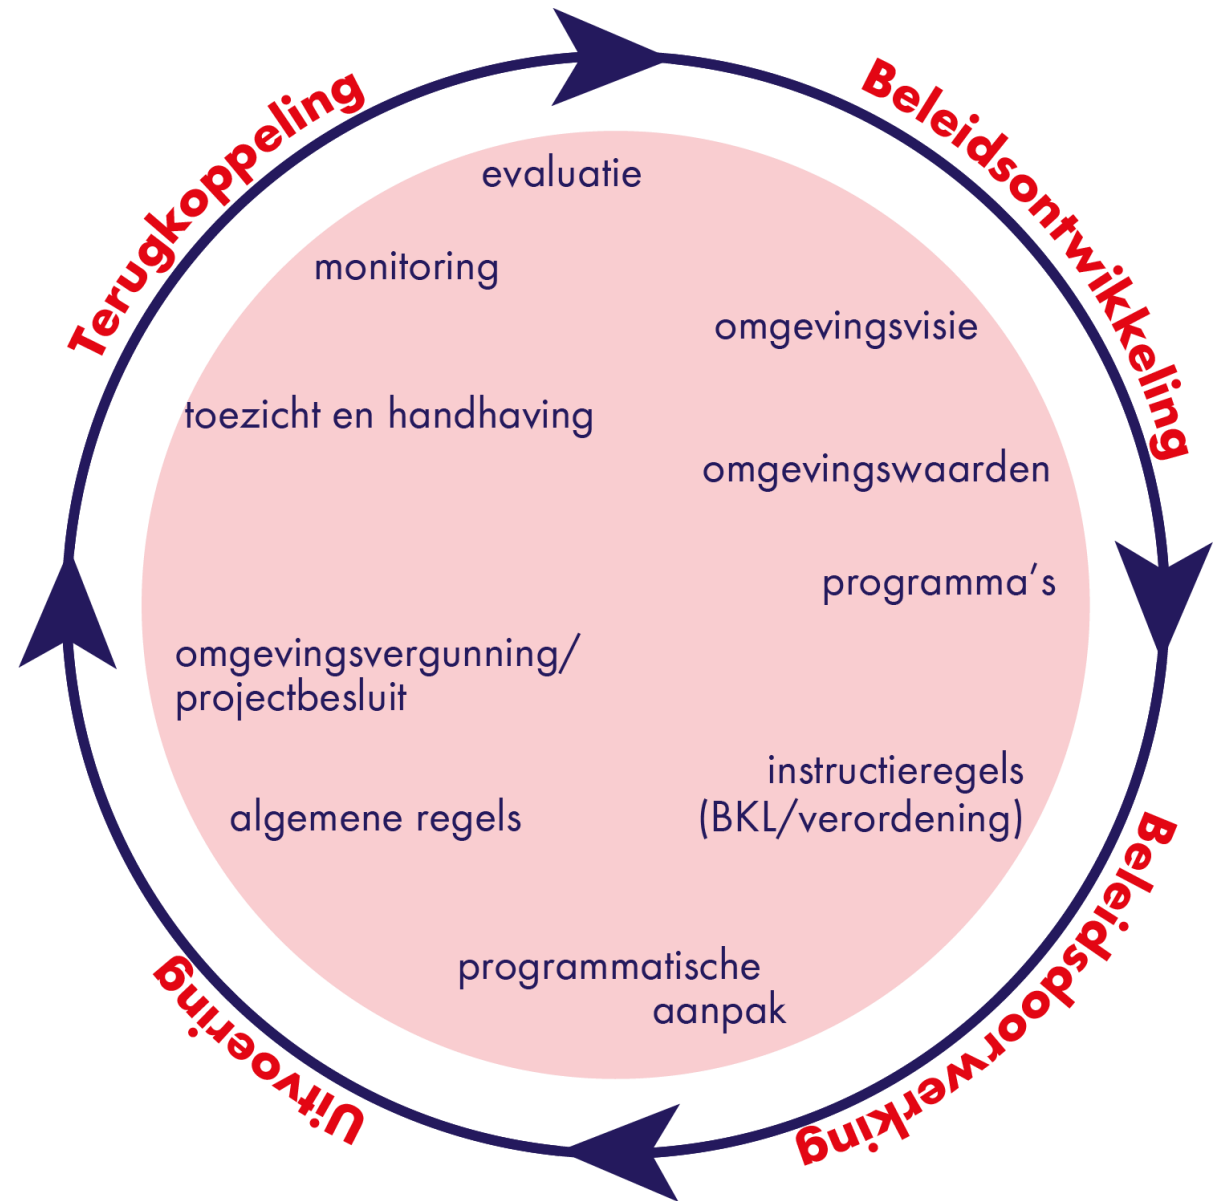 Beleidsontwikkeling
omgevingsvisie
omgevingswaarden
programma’s
Beleidsdoorwerking
instructieregels
(BKL/verordening)
programmatische
aanpak
Uitvoering
algemene regels
omgevingsvergunning/
projectbesluit
Terugkoppeling
toezicht en handhaving
monitoring
evaluatie